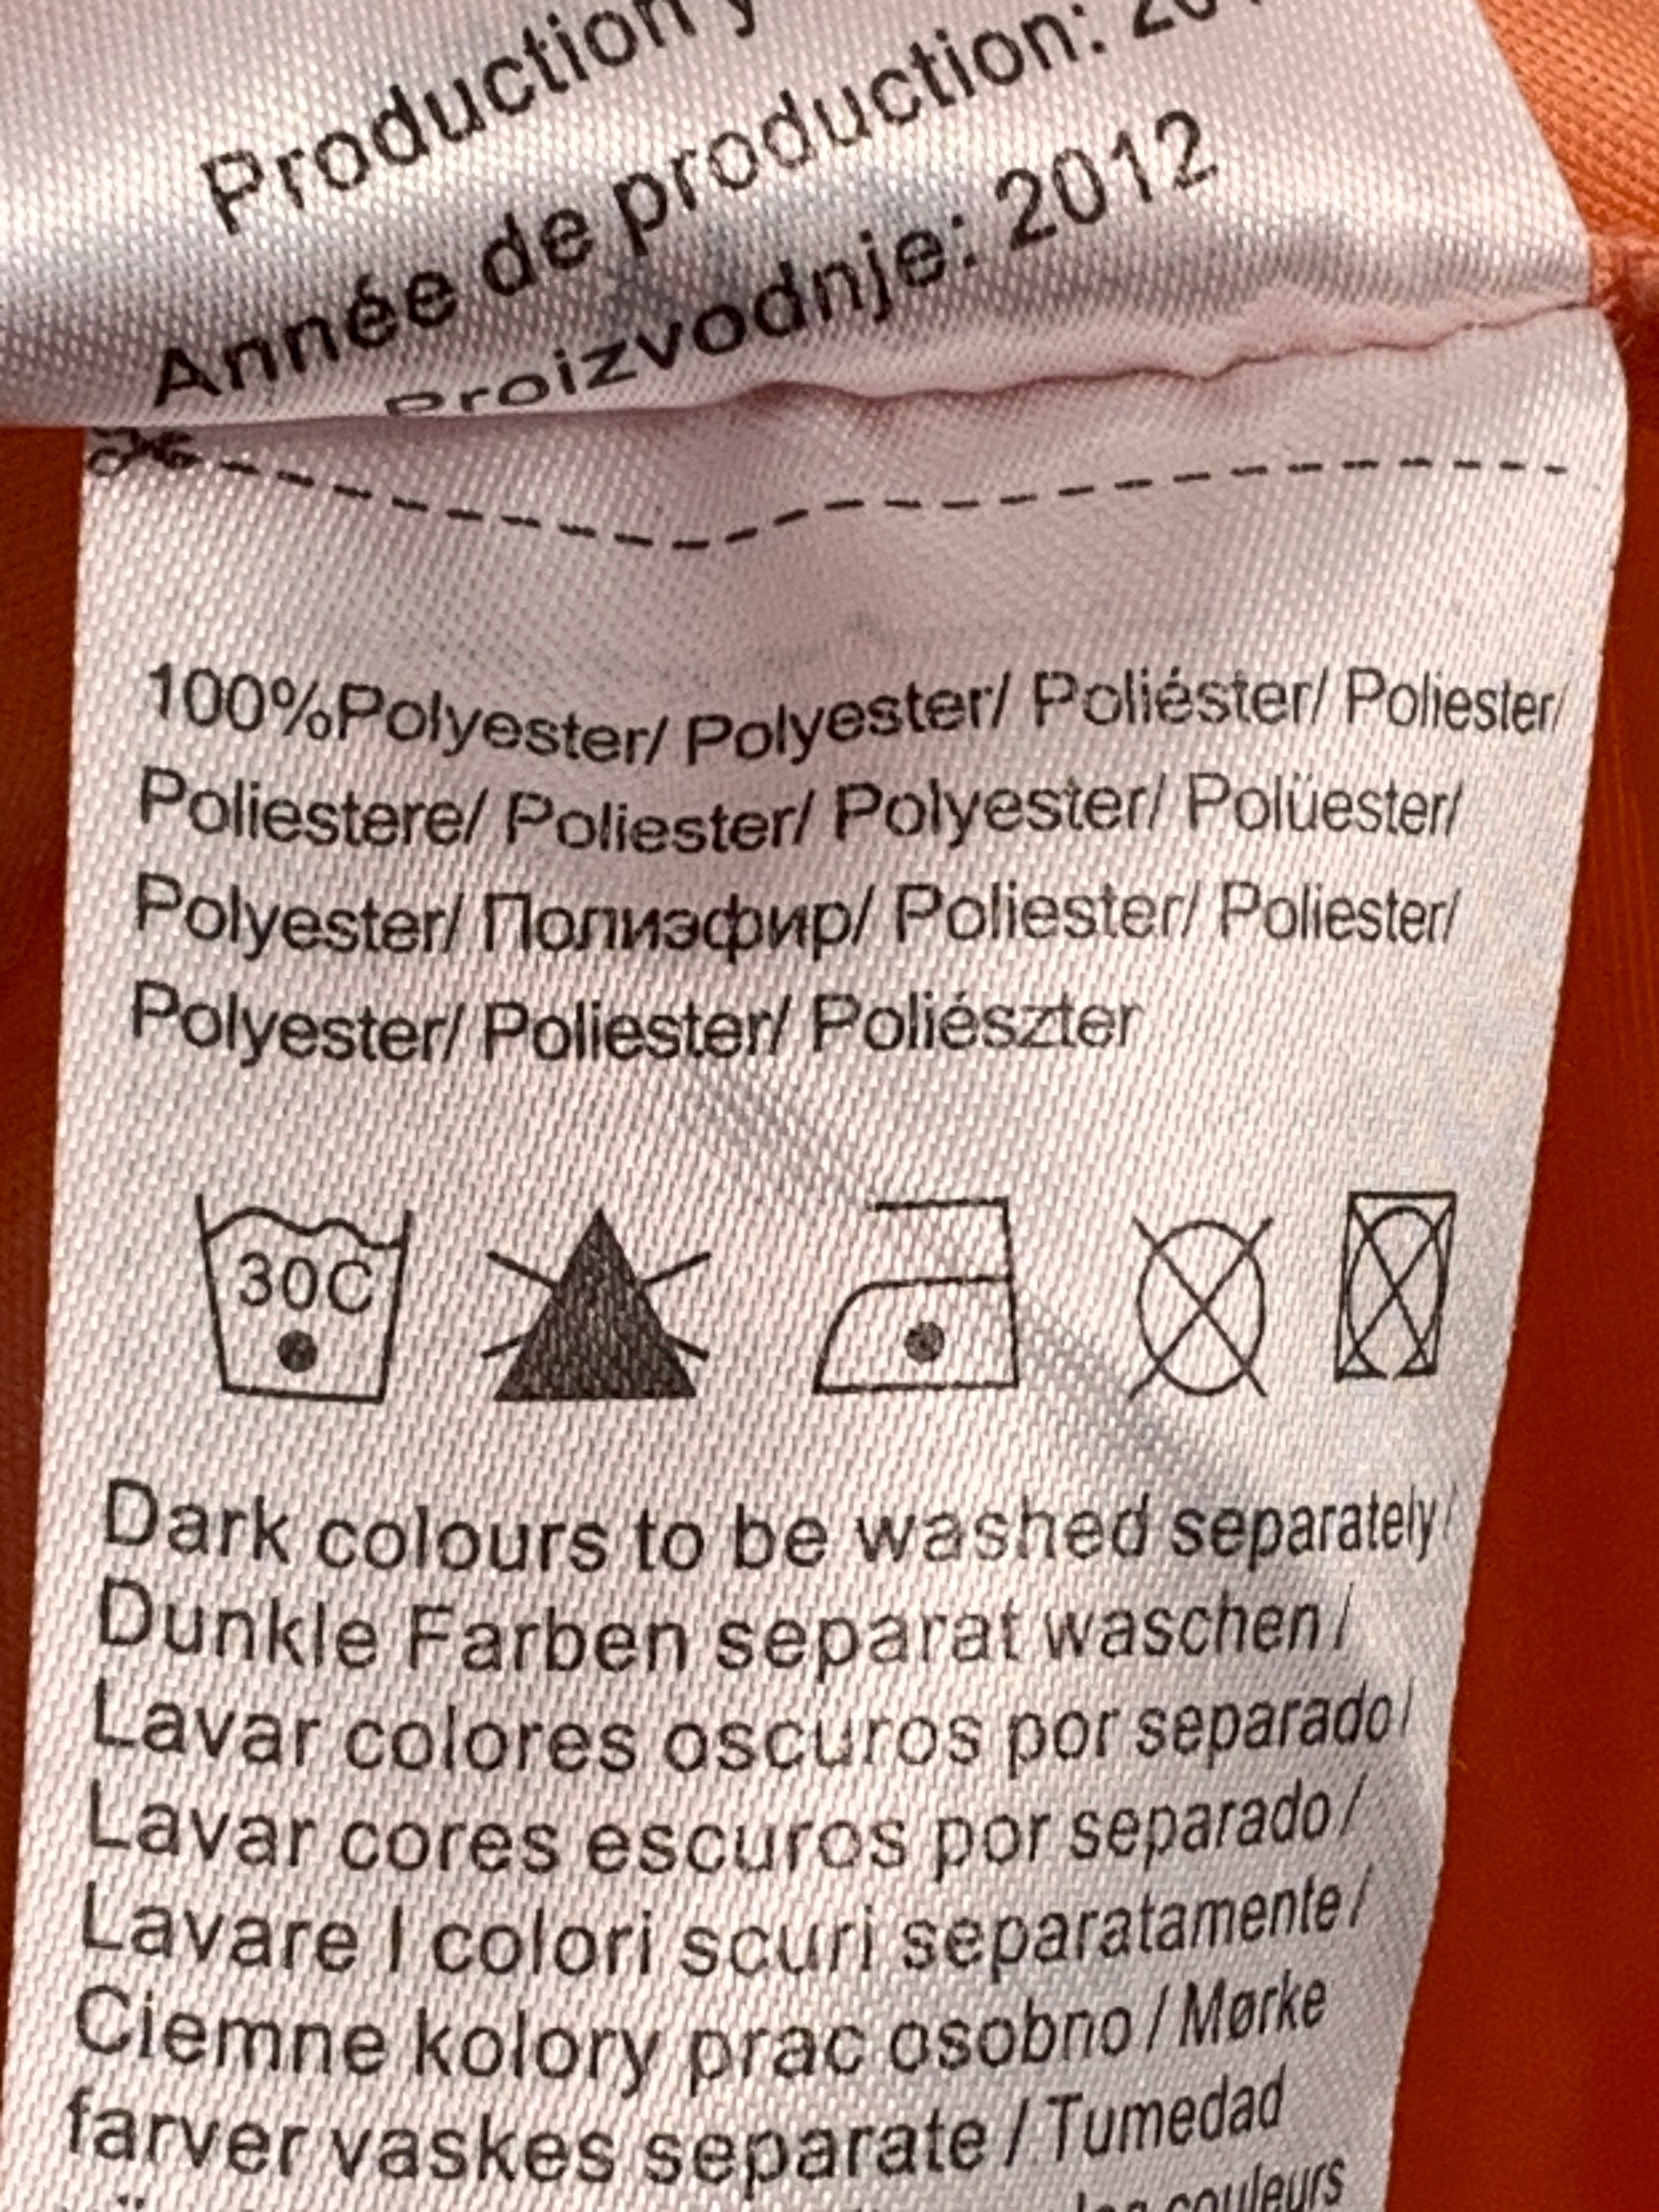 Production
Année de production:
Proizvodnje: 2012
100%Polyester/ Polyester/ Poliéster/ Poliester/
Poliestere/ Poliester/ Polyester/ Polüester/
Polyester/ Полиэфир/ Poliester/ Poliester/
Polyester/ Poliester/ Poliészter
30C
Dark colours to be washed separately/
Dunkle Farben separat waschen/
Lavar colores oscuros por separado/
Lavar cores escuros por separado/
Lavare I colori scuri separatamente/
Ciemne kolory prac osobno / Mørke
farver vaskes separate / Tumedad
couleurs